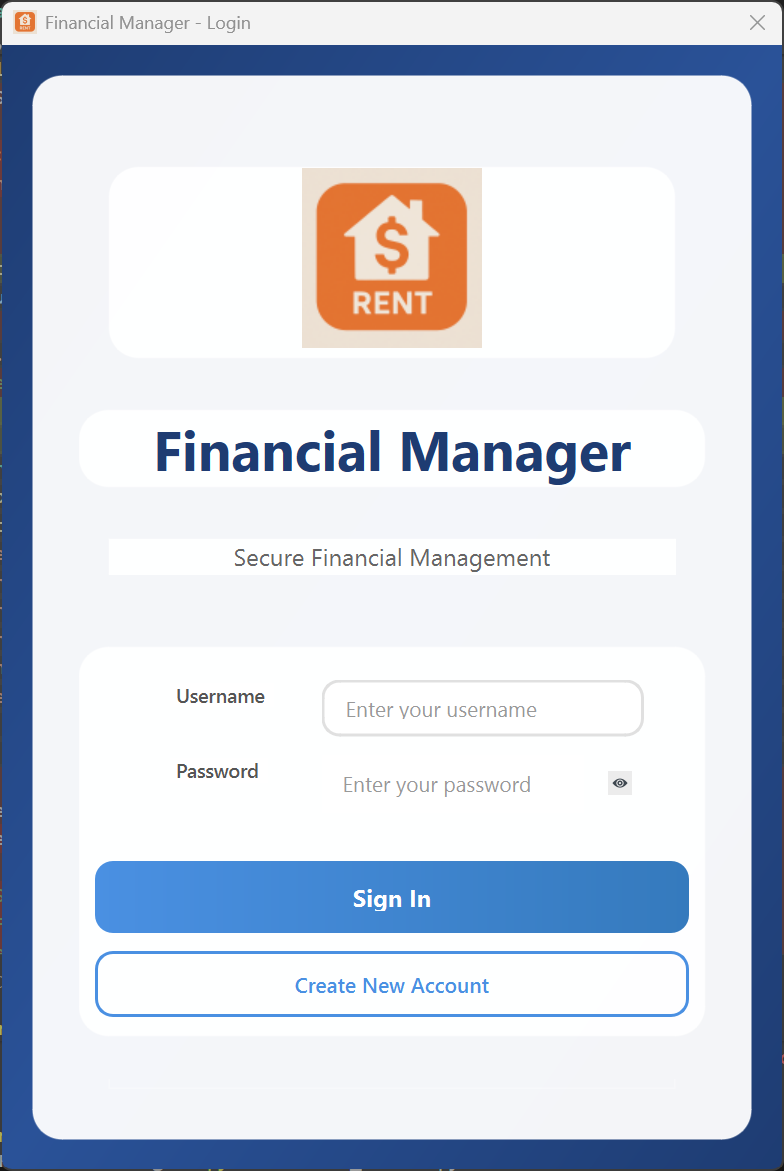 Financial Manager - Login
$
RENT
Financial Manager
Secure Financial Management
Username
Enter your username
Password
Enter your password
Sign In
Create New Account